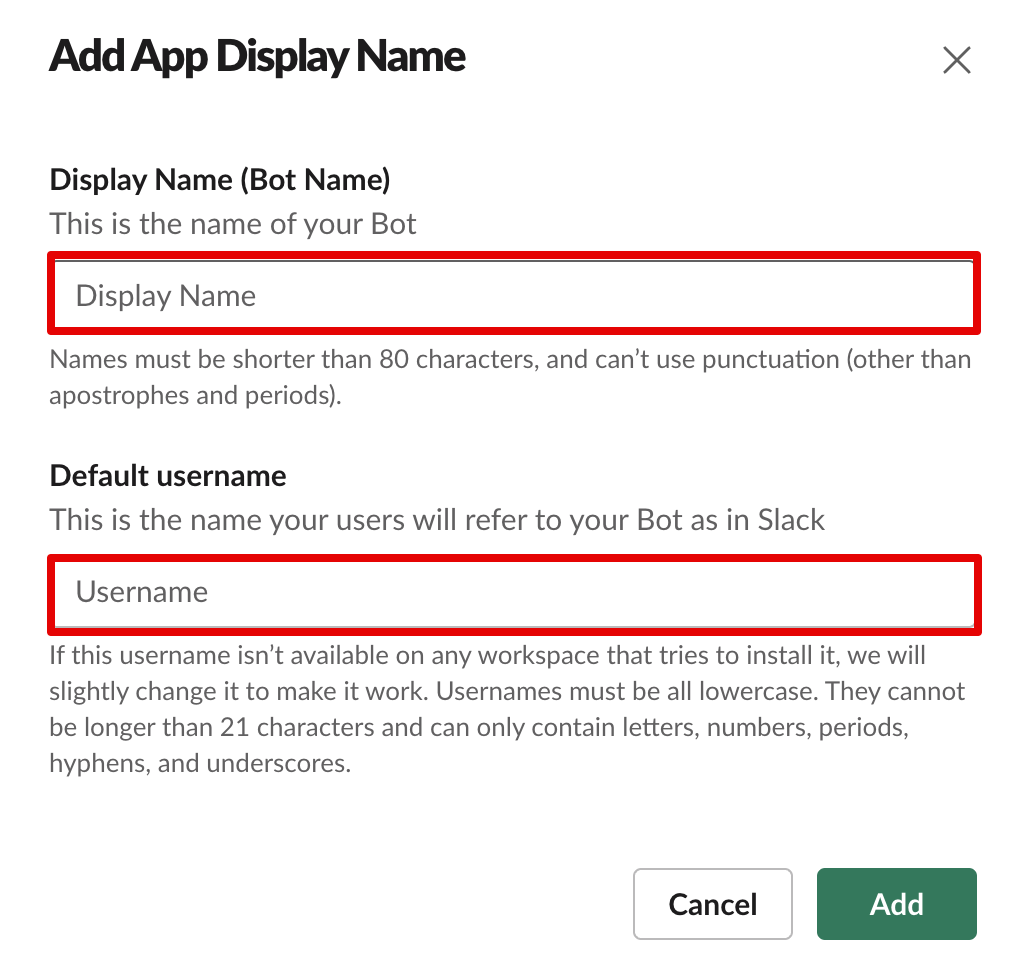 Add App Display Name
Display Name (Bot Name)
This is the name of your Bot
Display Name
Names must be shorter than 80 characters, and can’t use punctuation (other than
apostrophes and periods).
Default username
This is the name your users will refer to your Bot as in Slack
Username
If this username isn’t available on any workspace that tries to install it, we will
slightly change it to make it work. Usernames must be all lowercase. They cannot
be longer than 21 characters and can only contain letters, numbers, periods,
hyphens, and underscores.
Cancel
Add